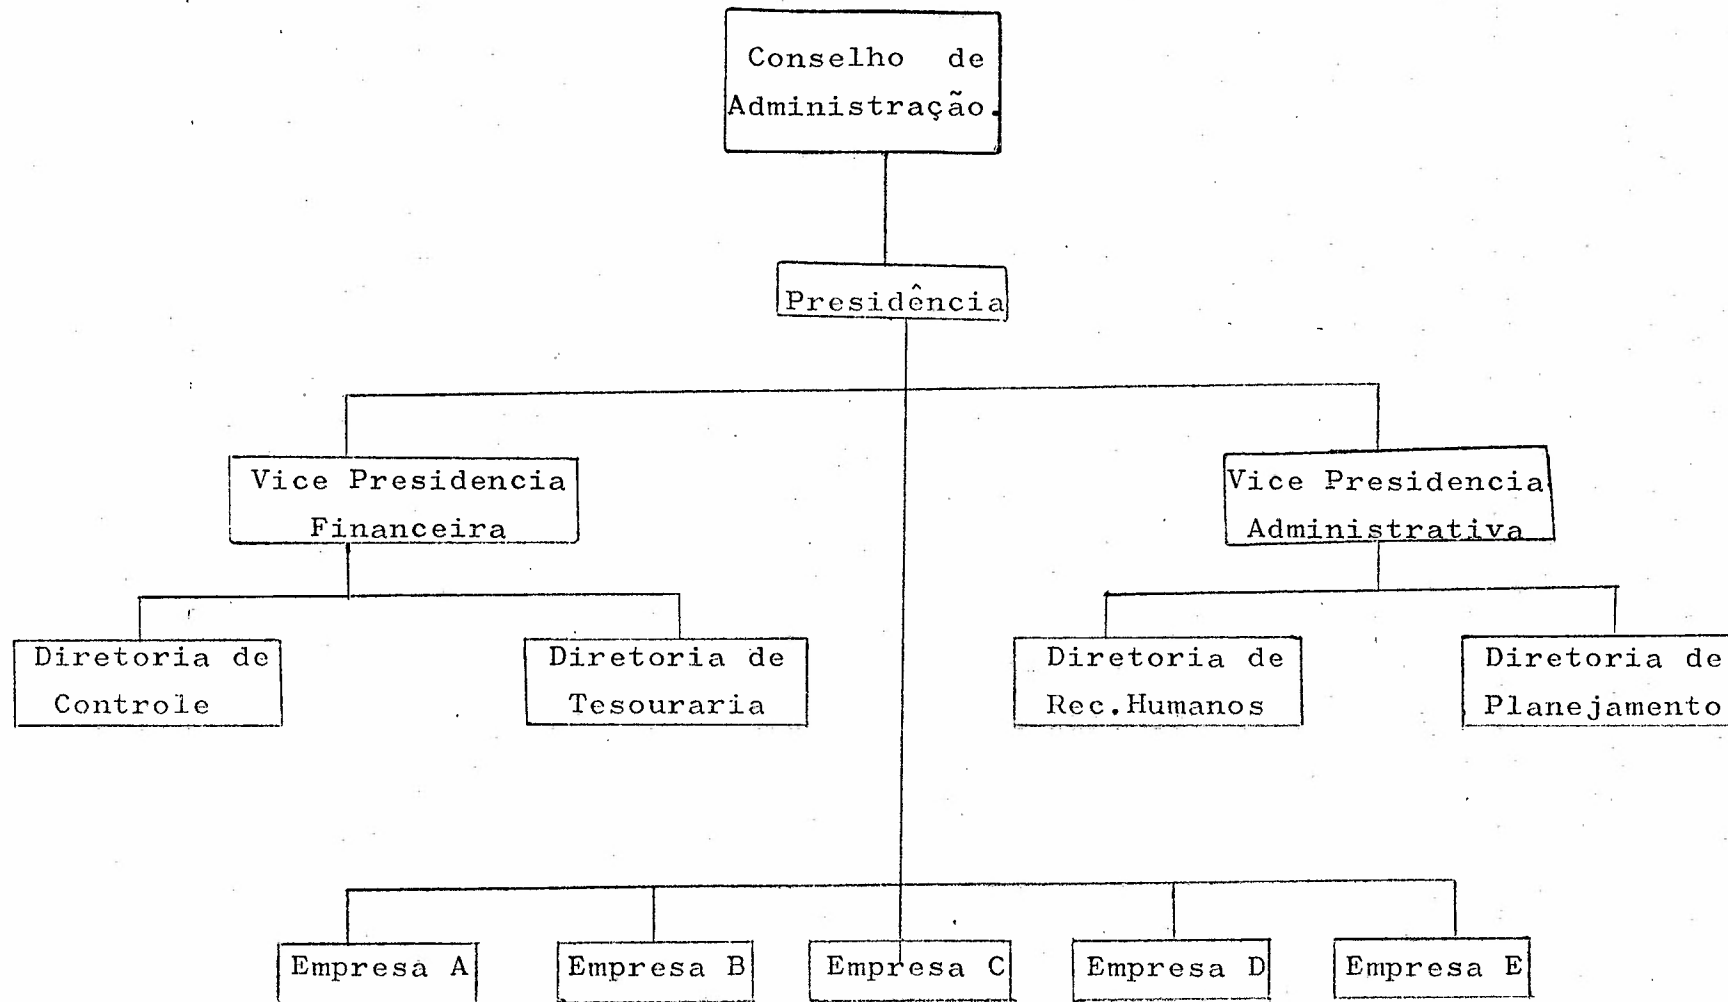 Conselho de
Administração.
Presidência
Vice Presidencia
Financeira
Vice Presidencia
Administrativa
Diretoria de
Controle
Diretoria de
Tesouraria
Diretoria de
Rec.Humanos
Diretoria de
Planejamento
Empresa A
Empresa B
Empresa C
Empresa D
Empresa E